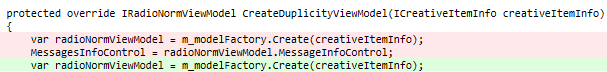 protected override IRadioNormViewModel CreateDuplicityViewModel(ICreativeItemInfo creativeItemInfo)
{
    var radioNormViewModel = m_modelFactory.Create(creativeItemInfo);
    MessagesInfoControl = radioNormViewModel.MessageInfoControl;
    var radioNormViewModel = m_modelFactory.Create(creativeItemInfo);